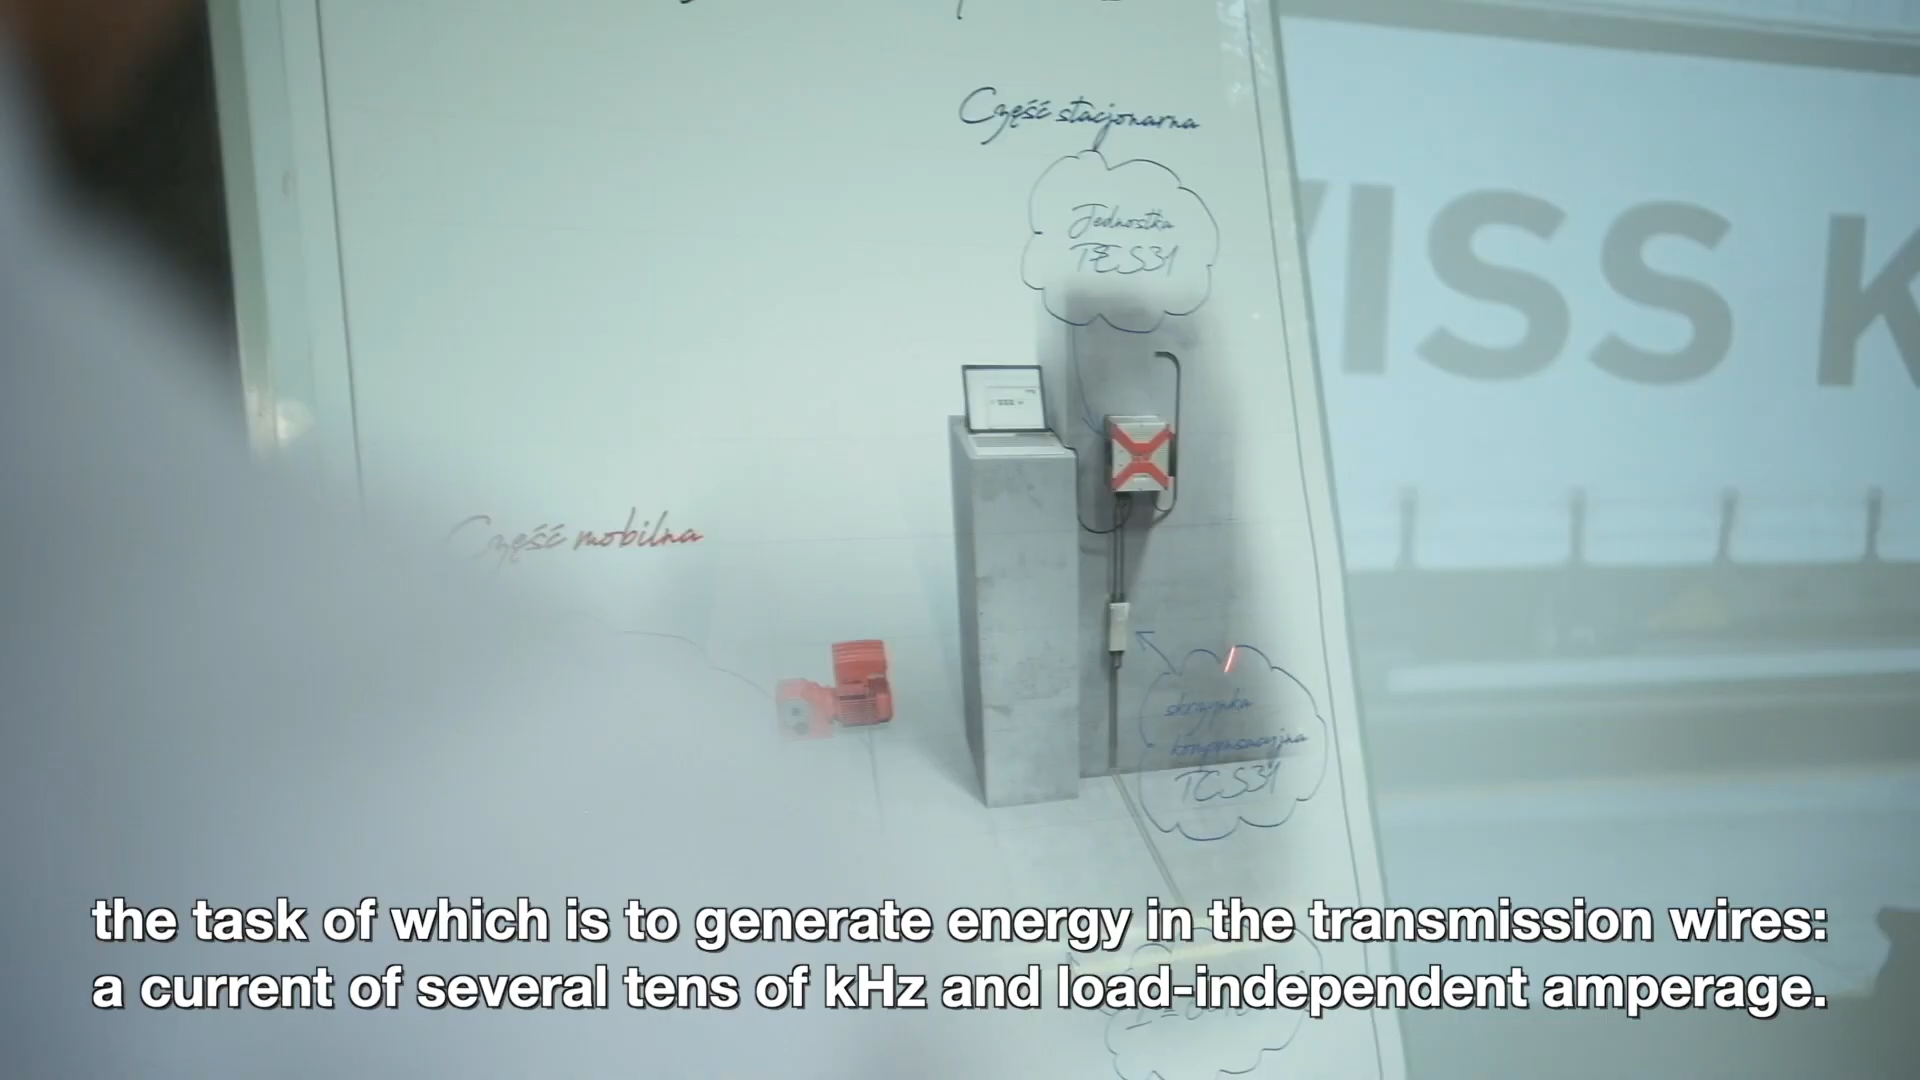 Część stacjonarna
Jednostka
TES31
Część mobilna
skrzynka
kompensacyjna
TCS31
ISS K
the task of which is to generate energy in the transmission wires:
a current of several tens of kHz and load-independent amperage.